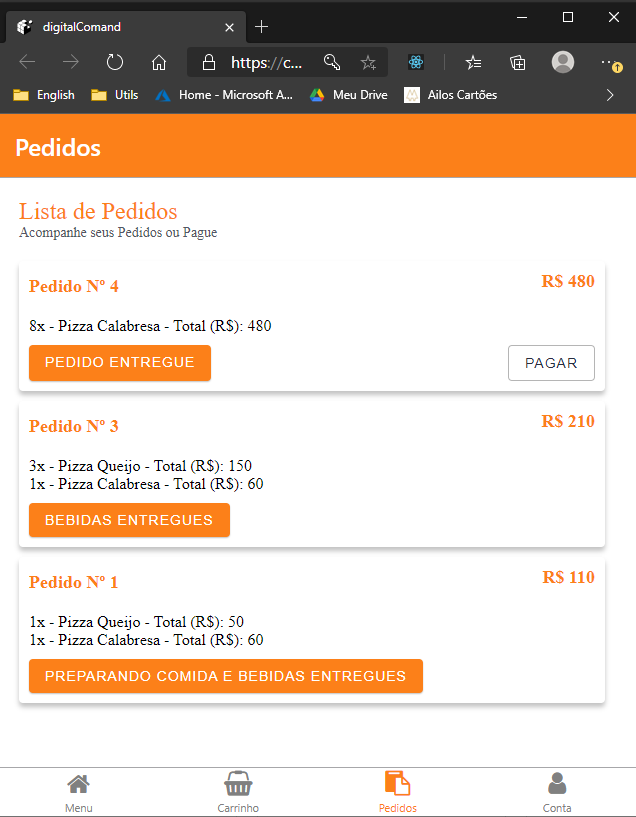 digitalComand
https://c...
English
Utils
Home - Microsoft A...
Meu Drive
Ailos Cartões
Pedidos
Lista de Pedidos
Acompanhe seus Pedidos ou Pague
Pedido Nº 4
R$ 480
8x - Pizza Calabresa - Total (R$): 480
PEDIDO ENTREGUE
PAGAR
Pedido Nº 3
R$ 210
3x - Pizza Queijo - Total (R$): 150
1x - Pizza Calabresa - Total (R$): 60
BEBIDAS ENTREGUES
Pedido Nº 1
R$ 110
1x - Pizza Queijo - Total (R$): 50
1x - Pizza Calabresa - Total (R$): 60
PREPARANDO COMIDA E BEBIDAS ENTREGUES
Menu
Carrinho
Pedidos
Conta